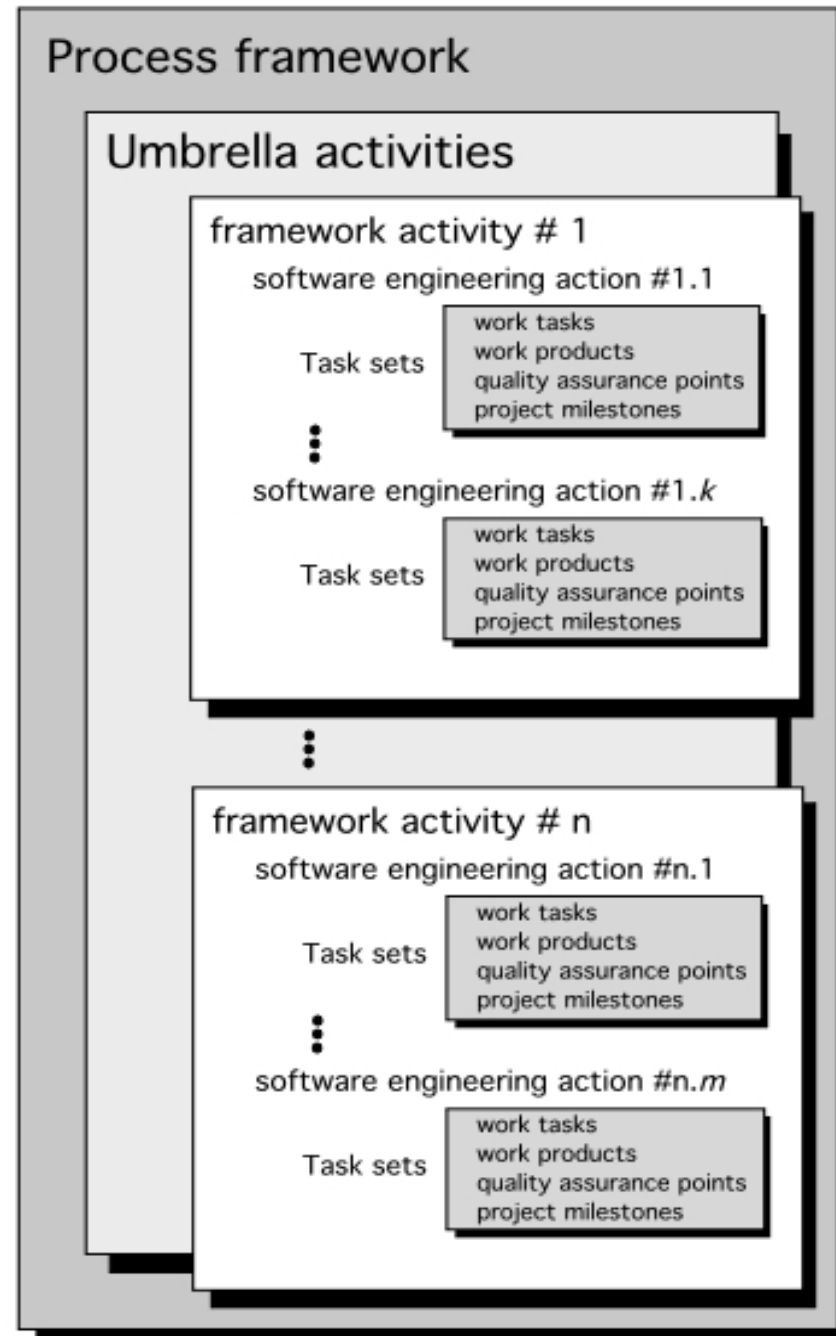 Process framework
Umbrella activities
framework activity # 1
software engineering action #1.1
Task sets
work tasks
work products
quality assurance points
project milestones
software engineering action #1.k
Task sets
work tasks
work products
quality assurance points
project milestones
framework activity # n
software engineering action #n.1
Task sets
work tasks
work products
quality assurance points
project milestones
software engineering action #n.m
Task sets
work tasks
work products
quality assurance points
project milestones